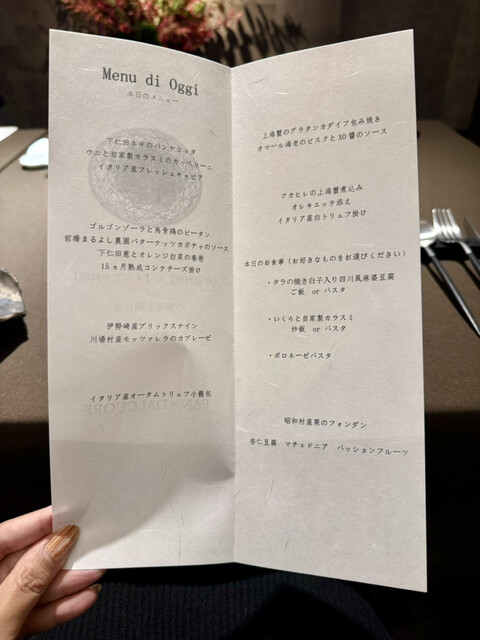 Menu di Oggi
本日のメニュー
下仁田ネギのパンナコッタ
ウニと自家製カラスミのカッペリーニ
イタリア産フレッシュキャビア
ゴルゴンゾーラと烏骨鶏のピータン
前橋まるよし農園バターナッツカボチャのソース
下仁田葱とオレンジ白菜の春巻
15ヵ月熟成コンテチーズ掛け
伊勢崎産ブリックスナイン
川場村産モッツァレラのカプレーゼ
イタリア産オータムトリュフ小籠包
上海蟹のグラタンカダイフ包み焼き
オマール海老のビスクとXO醬のソース
フカヒレの上海蟹煮込み
オレキエッテ添え
イタリア産白トリュフ掛け
本日のお食事（お好きなものをお選びください）
・タラの焼き白子入り四川風麻婆豆腐
ご飯 or パスタ
・いくらと自家製カラスミ
炒飯 or パスタ
・ボロネーゼパスタ
昭和村産栗のフォンダン
杏仁豆腐 マチェドニア パッションフルーツ